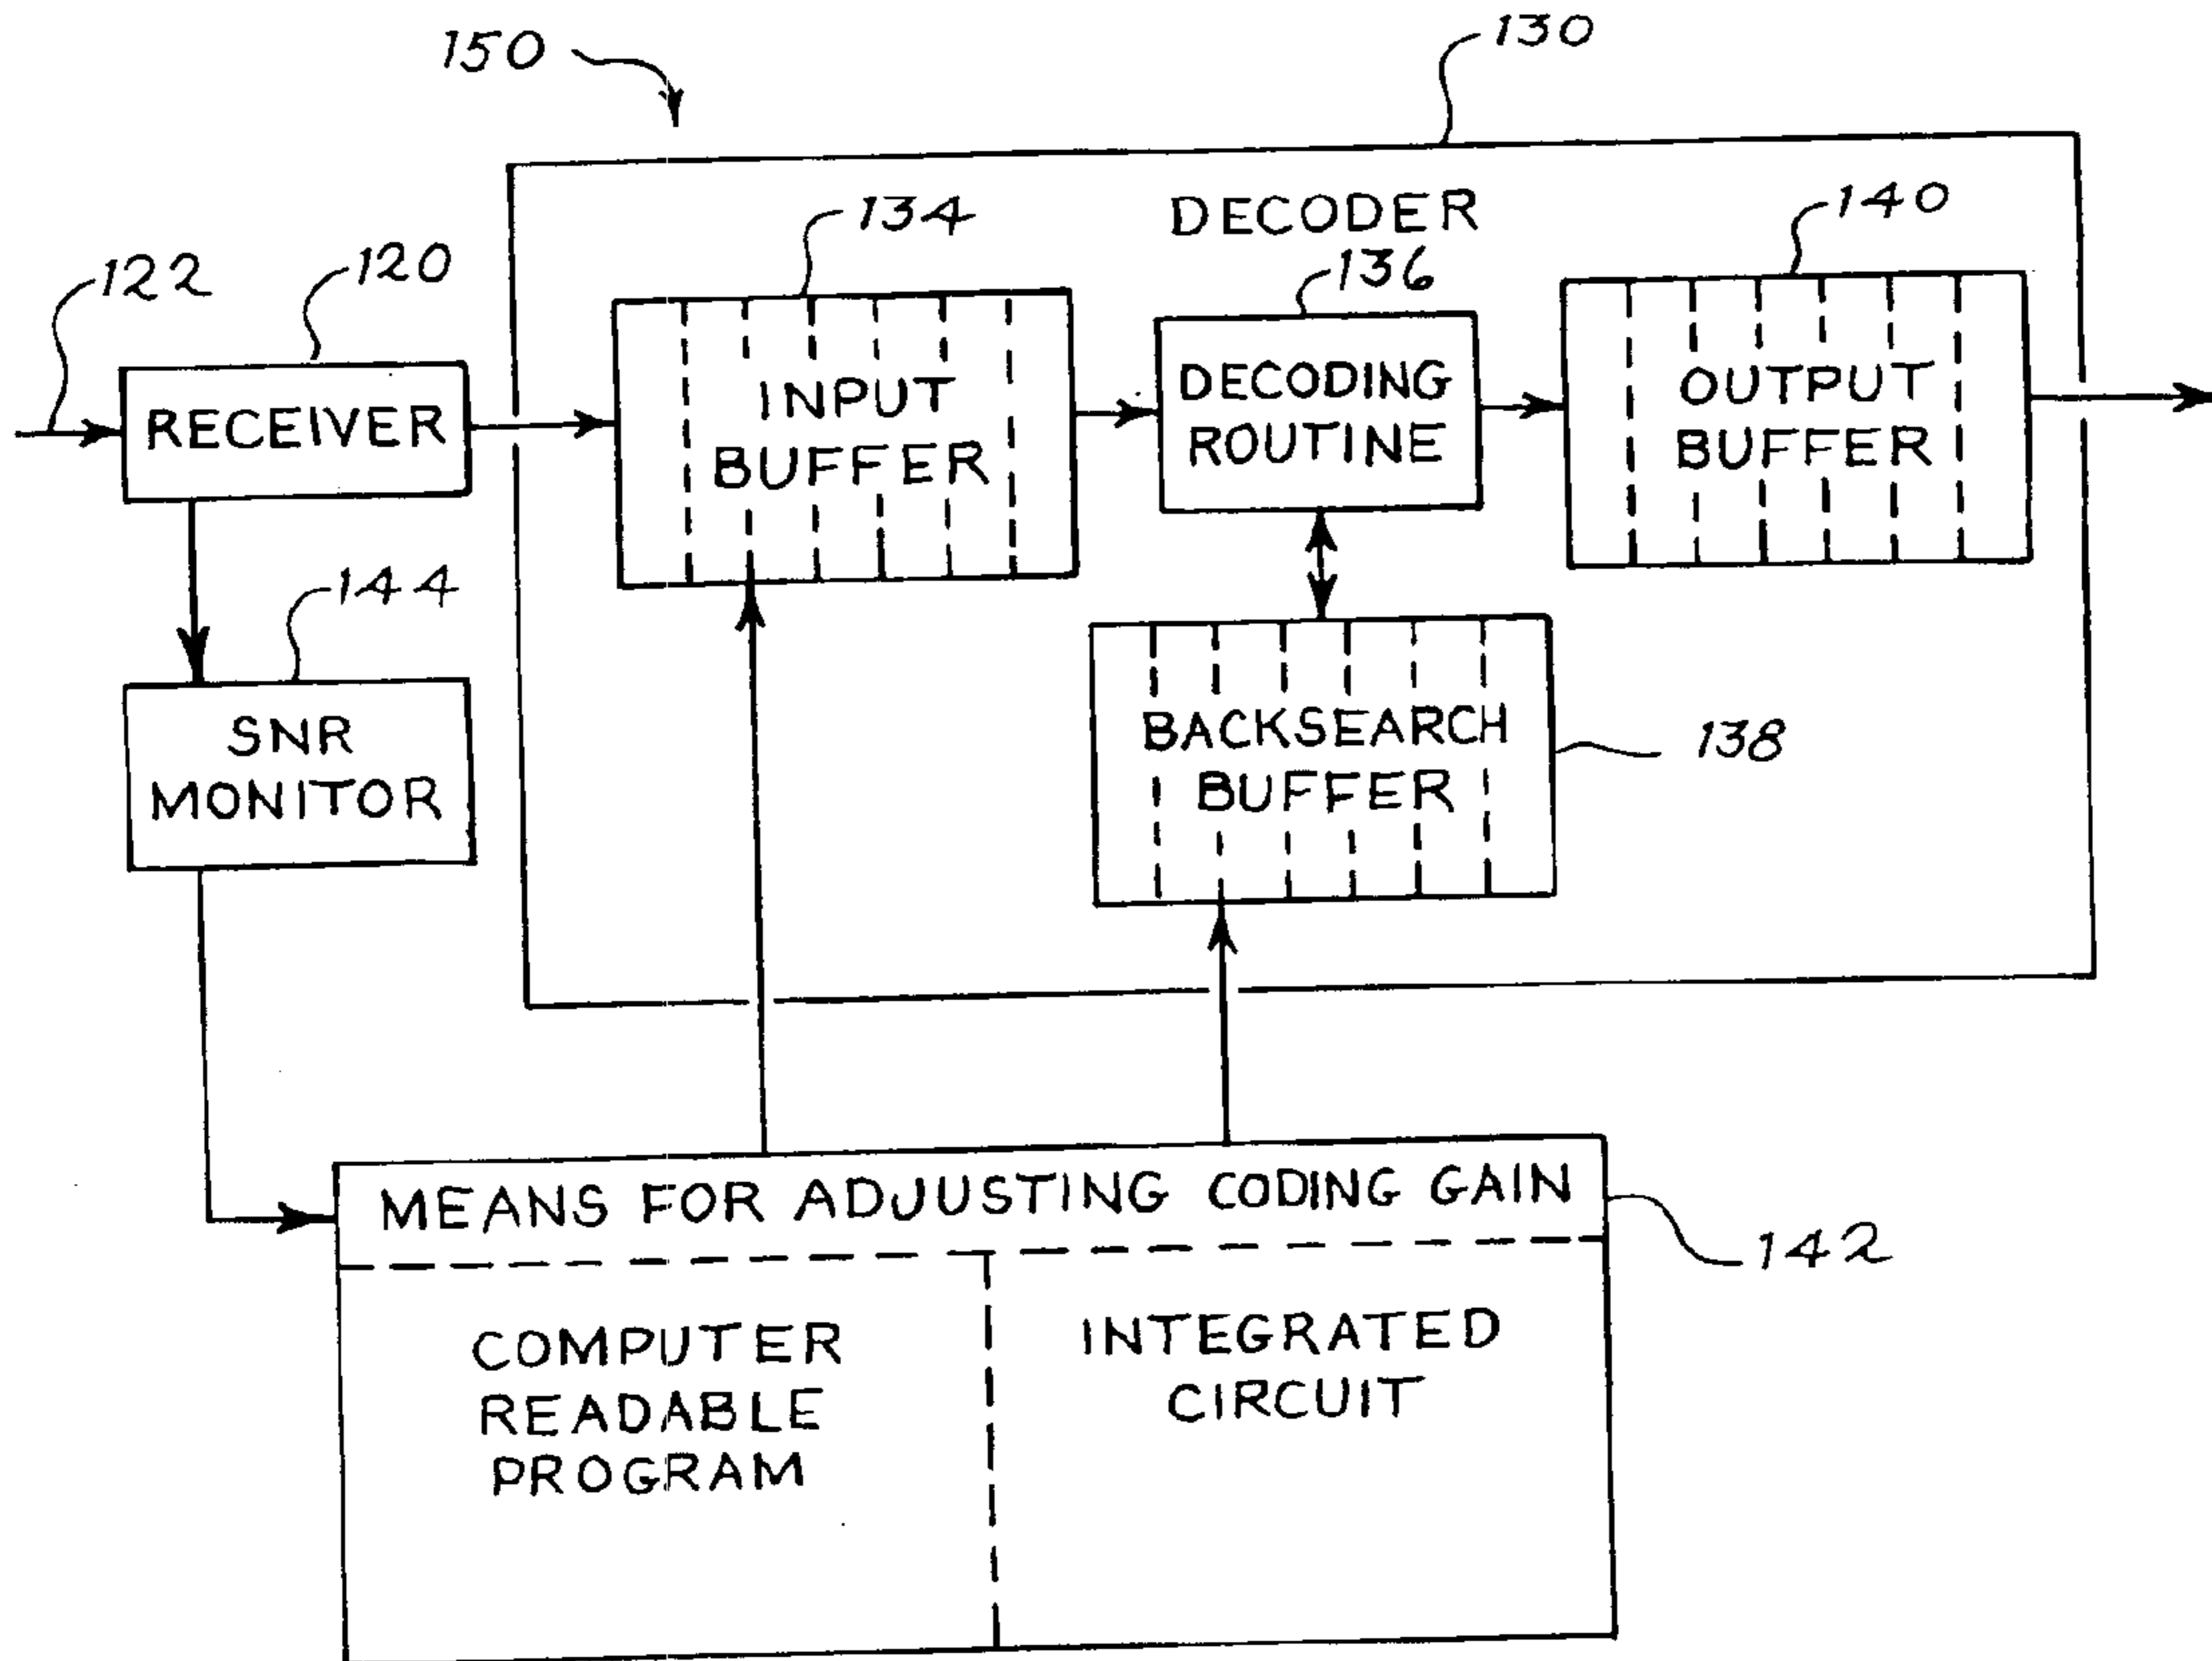 150
130
134
DECODER
140
122
120
136
RECEIVER
INPUT
BUFFER
DECODING
ROUTINE
OUTPUT
BUFFER
144
SNR
MONITOR
BACKSEARCH
BUFFER
138
MEANS FOR ADJUSTING CODING GAIN
142
COMPUTER
READABLE
PROGRAM
INTEGRATED
CIRCUIT